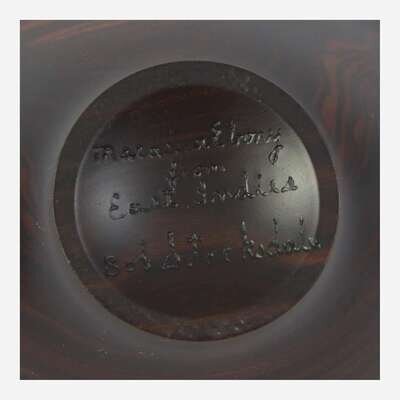 Macassar Ebony
from
East Indies
Bob Stocksdale